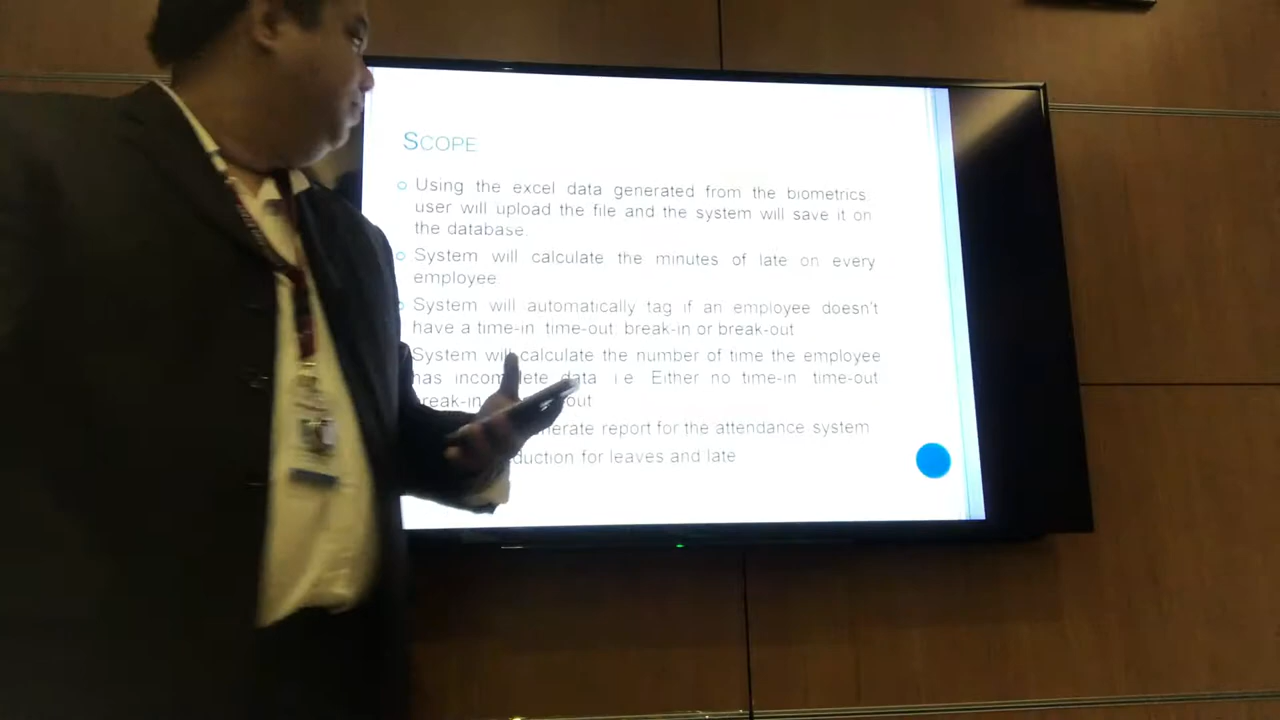 SCOPE
Using the excel data generated from the biometrics
user will upload the file and the system will save it on
the database.
System will calculate the minutes of late on every
employee
System will automatically tag if an employee doesn't
have a time-in time-out, break-in or break-out
System will calculate the number of time the employee
has incomplete data i.e. Either no time-in time-out
break-in
report for the attendance system
for leaves and late